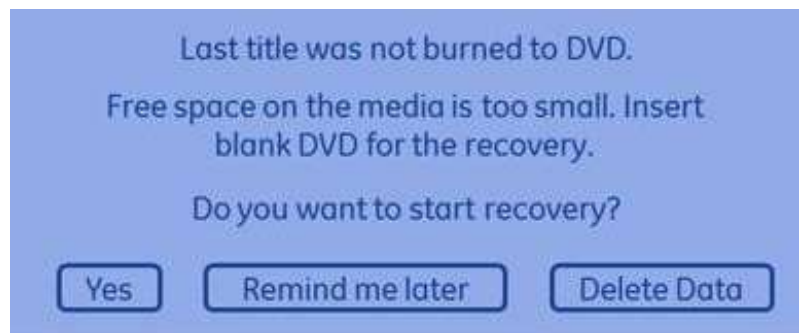 Last title was not burned to DVD.
Free space on the media is too small. Insert
blank DVD for the recovery.
Do you want to start recovery?
Yes Remind me later Delete Data